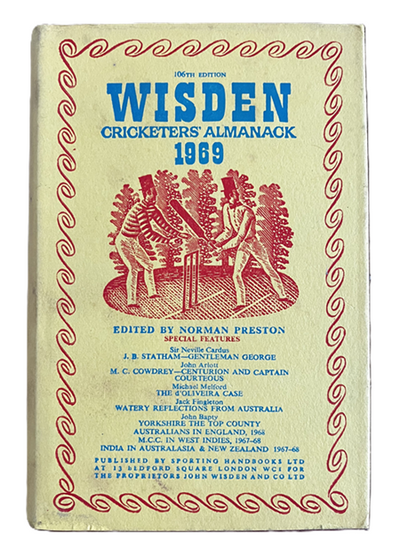 106TH EDITION
WISDEN
CRICKETERS' ALMANACK
1969
EDITED BY NORMAN PRESTON
SPECIAL FEATURES
Sir Neville Cardus
J. B. STATHAM—GENTLEMAN GEORGE
John Arlott
M. C. COWDREY—CENTURION AND CAPTAIN
COURTEOUS
Michael Melford
THE d'OLIVEIRA CASE
Jack Fingleton
WATERY REFLECTIONS FROM AUSTRALIA
John Bapty
YORKSHIRE THE TOP COUNTY
AUSTRALIANS IN ENGLAND, 1968
M.C.C. IN WEST INDIES, 1967-68
INDIA IN AUSTRALASIA & NEW ZEALAND 1967-68
PUBLISHED BY SPORTING HANDBOOKS LTD
AT 13 BEDFORD SQUARE LONDON WC1 FOR
THE PROPRIETORS JOHN WISDEN AND CO LTD